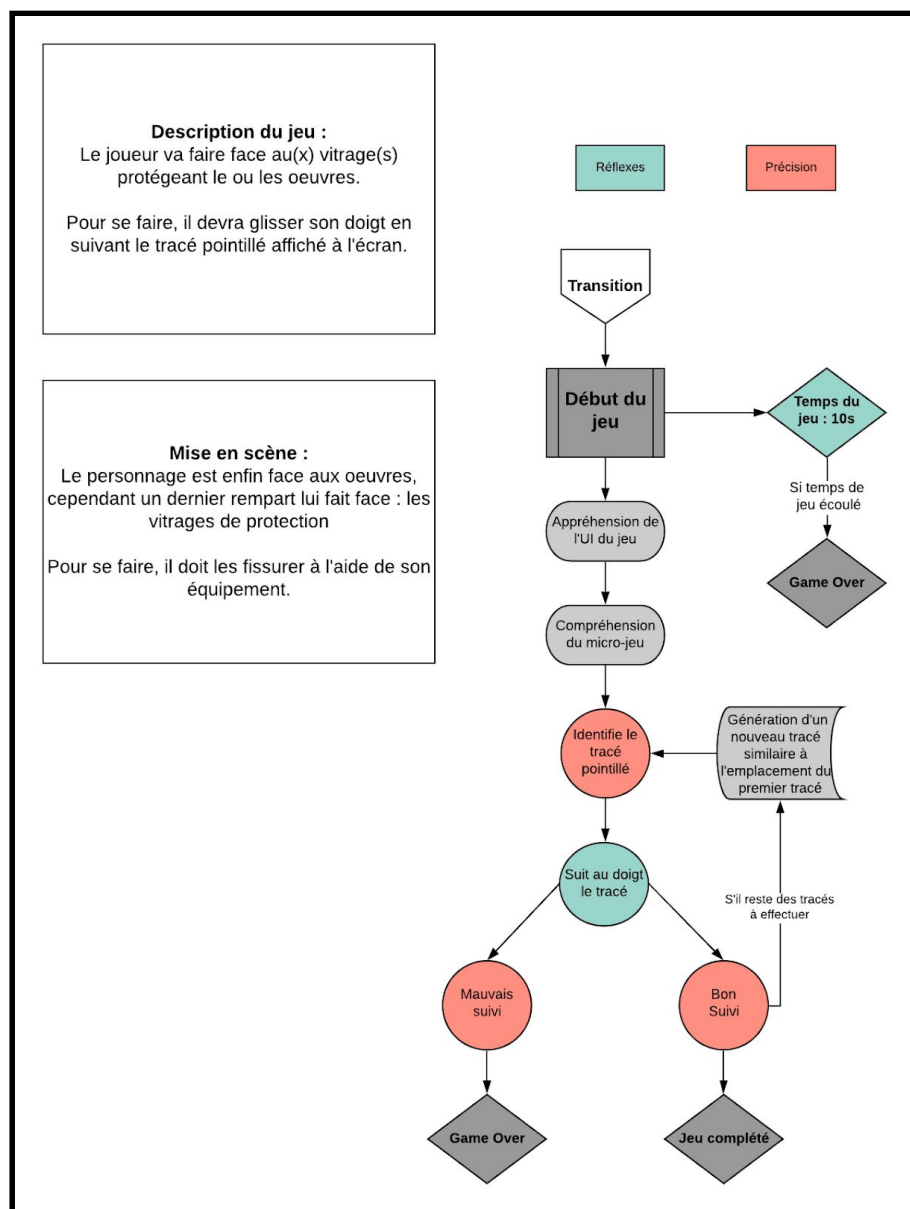 Description du jeu :
Le joueur va faire face au(x) vitrage(s)
protégeant le ou les oeuvres.
Pour se faire, il devra glisser son doigt en
suivant le tracé pointillé affiché à l'écran.
Réflexes
Précision
Transition
Mise en scène :
Le personnage est enfin face aux oeuvres,
cependant un dernier rempart lui fait face : les
vitrages de protection
Pour se faire, il doit les fissurer à l'aide de son
équipement.
Début du
jeu
Temps du
jeu : 10s
Si temps de
jeu écoulé
Game Over
Appréhension de
l'UI du jeu
Compréhension
du micro-jeu
Identifie le
tracé
pointillé
Génération d'un
nouveau tracé
similaire à
l'emplacement du
premier tracé
Suit au doigt
le tracé
S'il reste des tracés
à effectuer
Mauvais
suivi
Bon
Suivi
Game Over
Jeu complété